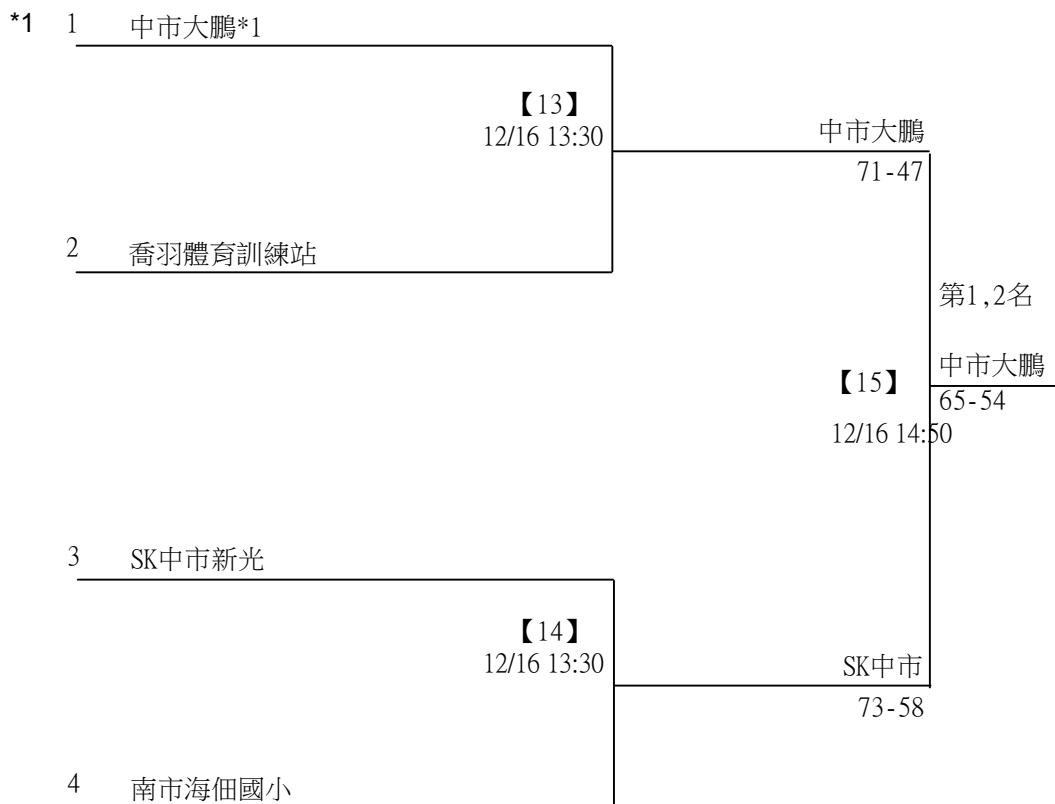 *1 1 中市大鵬*1
【13】
12/16 13:30
中市大鵬
71-47
2 喬羽體育訓練站
第1,2名
中市大鵬
【15】
65-54
12/16 14:50
3 SK中市新光
【14】
12/16 13:30
SK中市
73-58
4 南市海佃國小